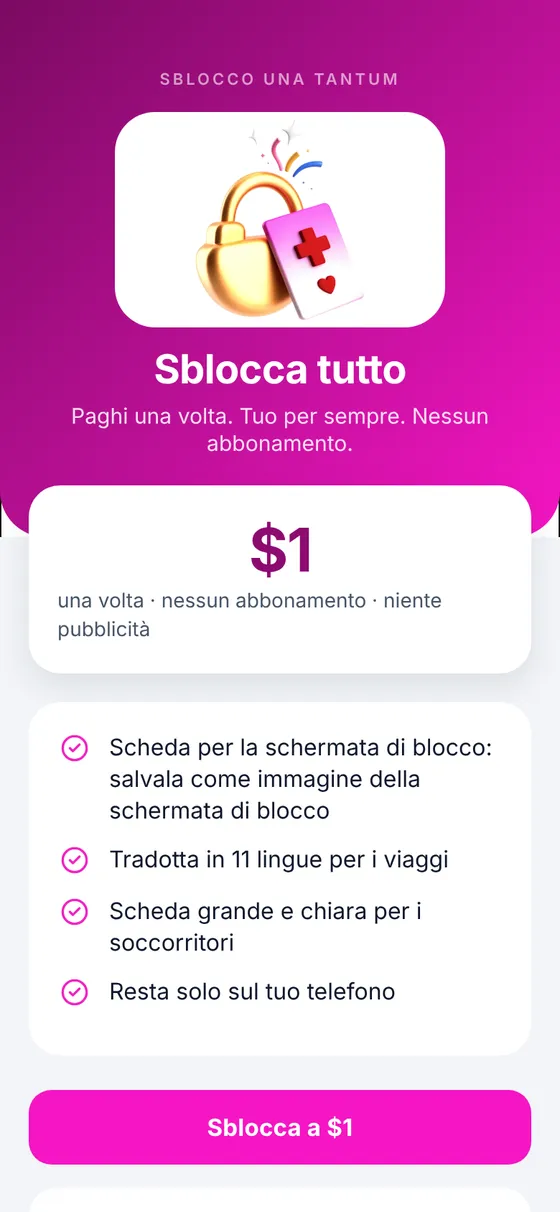 SBLOCCO UNA TANTUM
Sblocca tutto
Paghi una volta. Tuo per sempre. Nessun
abbonamento.
$1
una volta · nessun abbonamento · niente
pubblicità
Scheda per la schermata di blocco:
salvala come immagine della
schermata di blocco
Tradotta in 11 lingue per i viaggi
Scheda grande e chiara per i
soccorritori
Resta solo sul tuo telefono
Sblocca a $1